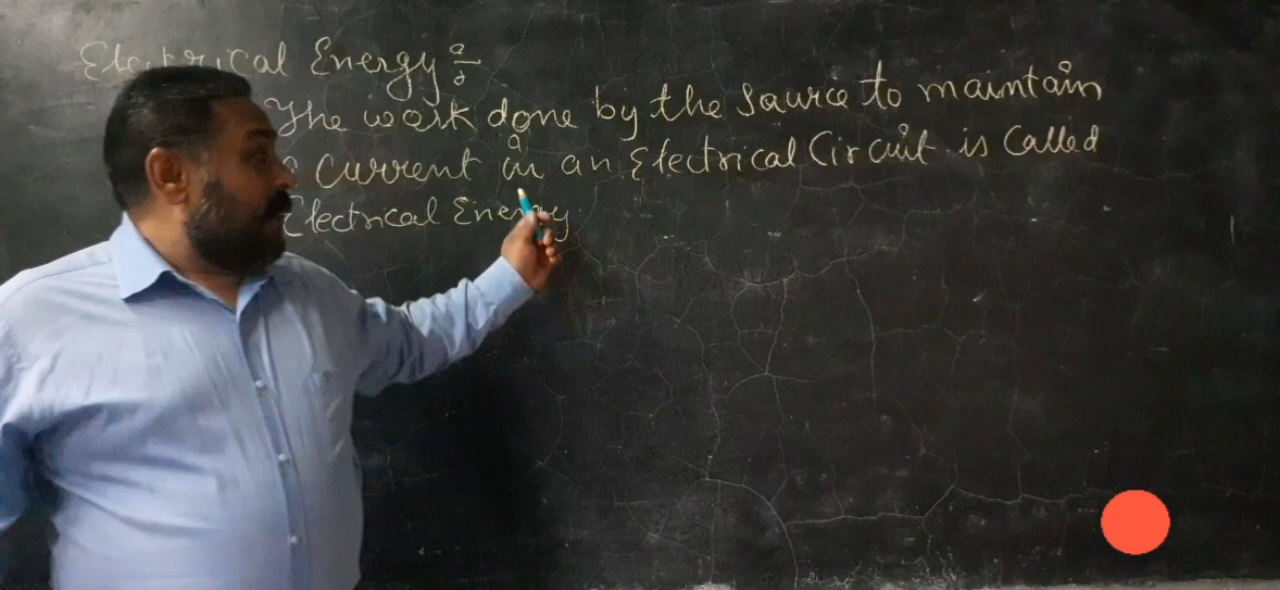 Electrical Energy :-
The work done by the source to maintain
current in an Electrical Circuit is Called
Electrical Energy.